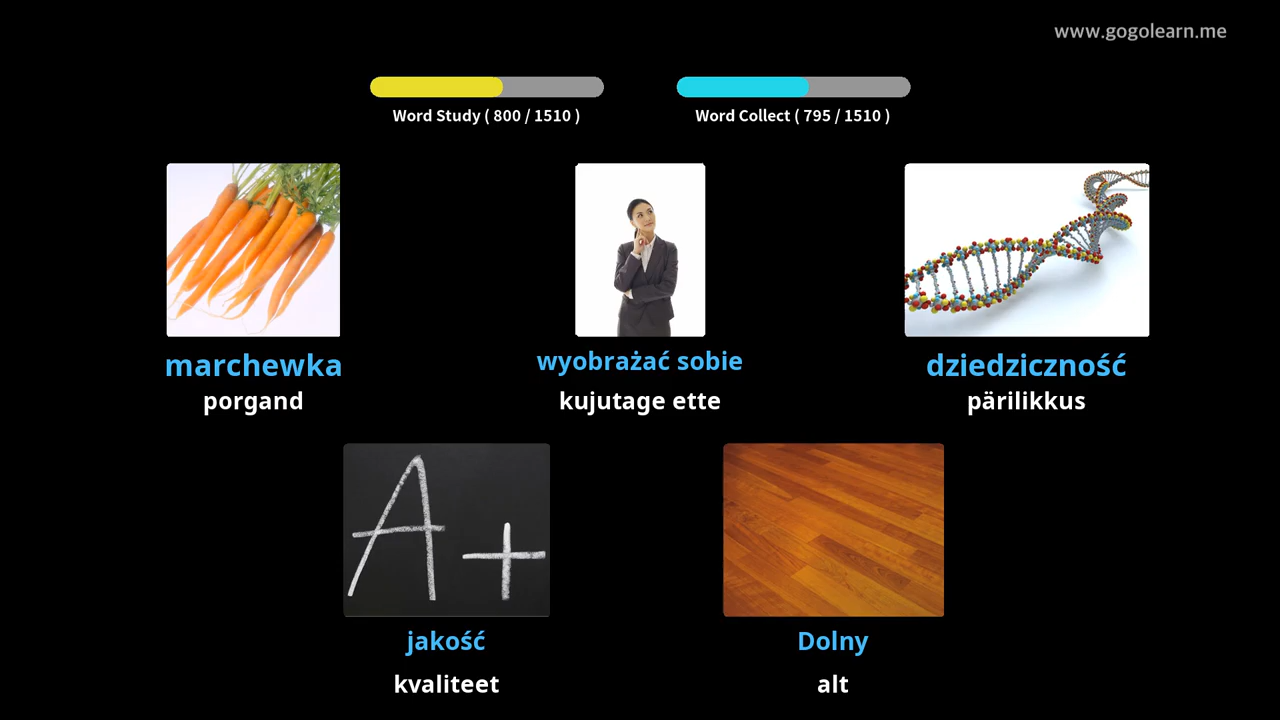 www.gogolearn.me
Word Study ( 800 / 1510 )
Word Collect ( 795 / 1510 )
marchewka
porgand
wyobrażać sobie
kujutage ette
dziedziczność
pärilikkus
A+
jakość
kvaliteet
Dolny
alt